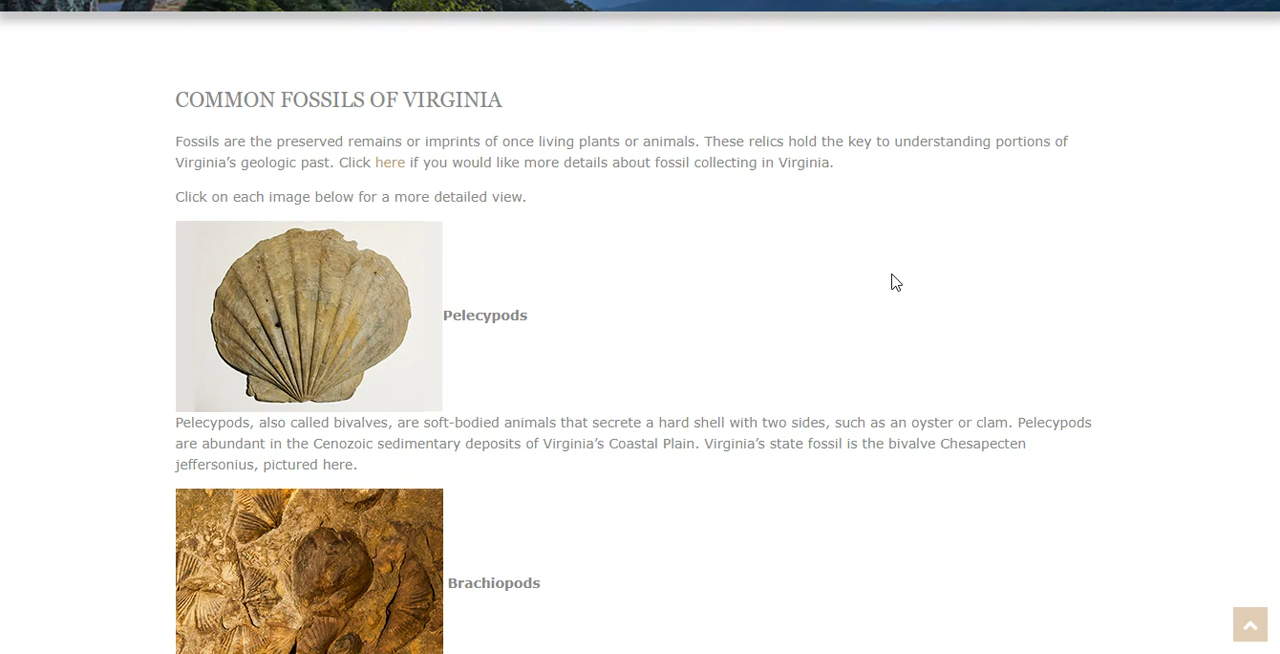 COMMON FOSSILS OF VIRGINIA
Fossils are the preserved remains or imprints of once living plants or animals. These relics hold the key to understanding portions of
Virginia’s geologic past. Click here if you would like more details about fossil collecting in Virginia.
Click on each image below for a more detailed view.
Pelecypods
Pelecypods, also called bivalves, are soft-bodied animals that secrete a hard shell with two sides, such as an oyster or clam. Pelecypods
are abundant in the Cenozoic sedimentary deposits of Virginia’s Coastal Plain. Virginia’s state fossil is the bivalve Chesapecten
jeffersonius, pictured here.
Brachiopods